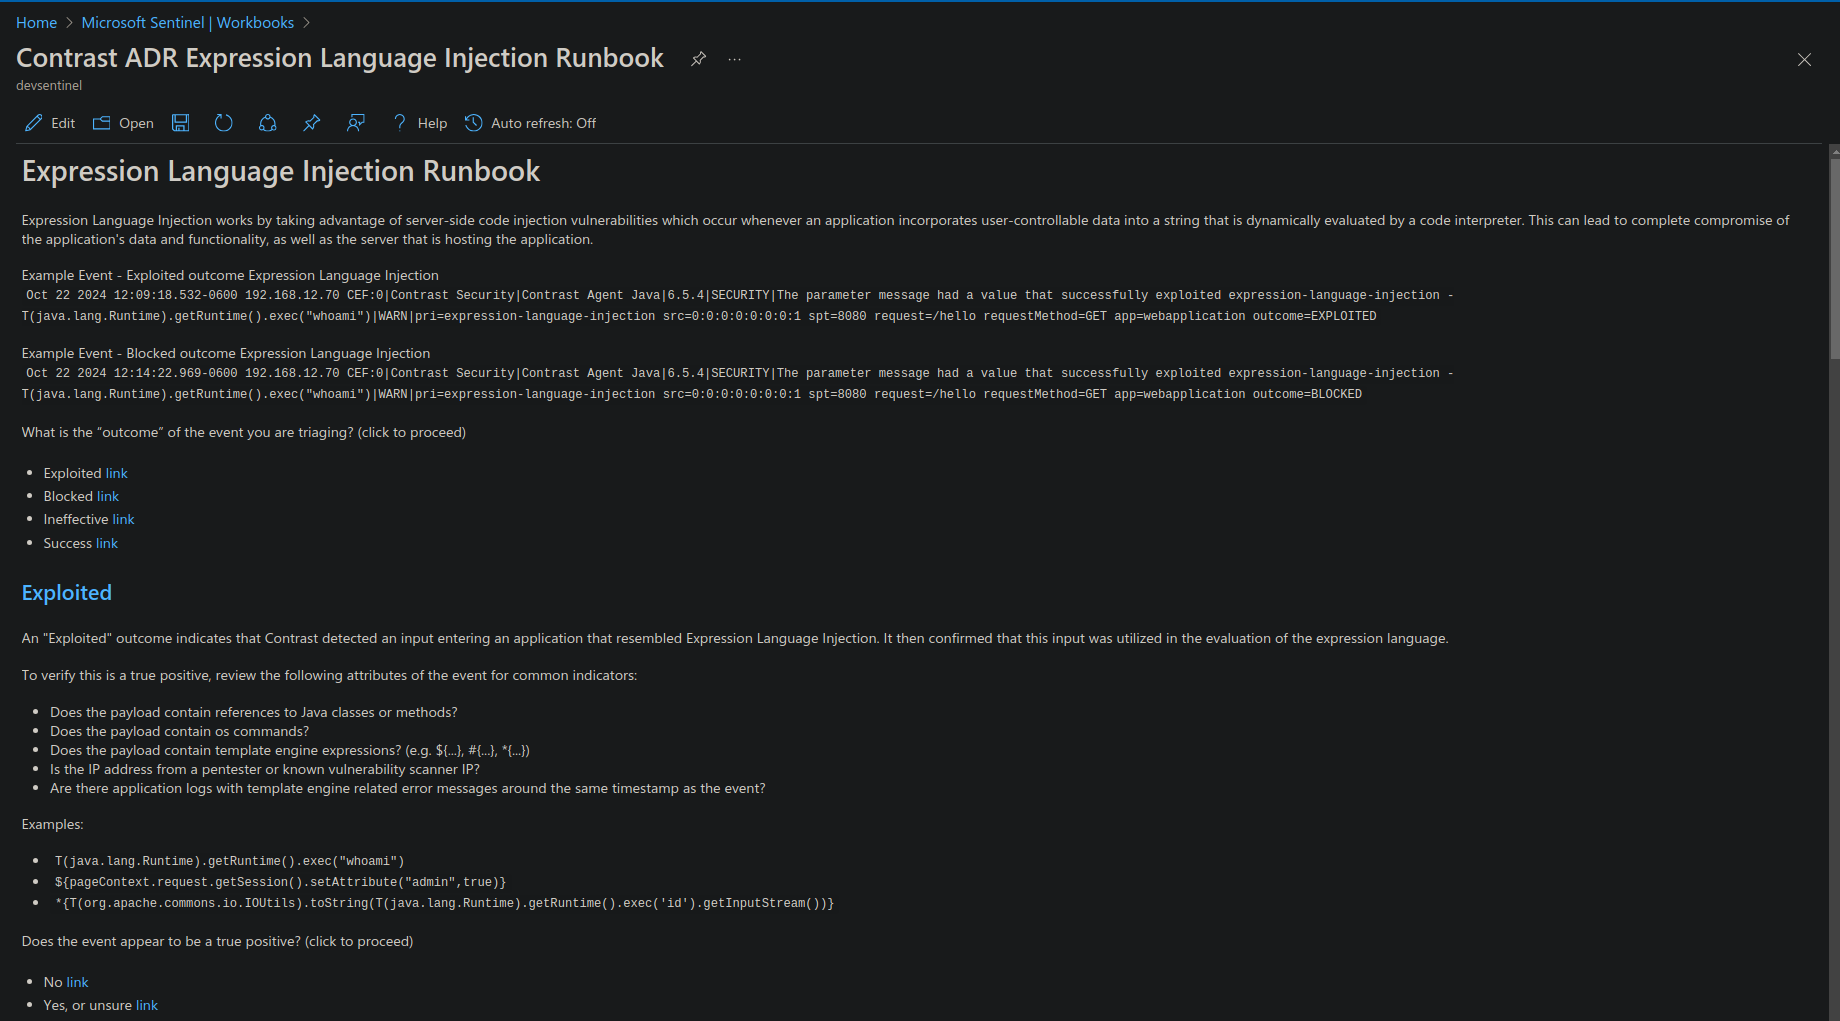 Home > Microsoft Sentinel | Workbooks >
Contrast ADR Expression Language Injection Runbook
devsentinel
Edit Open Help Auto refresh: Off
Expression Language Injection Runbook
Expression Language Injection works by taking advantage of server-side code injection vulnerabilities which occur whenever an application incorporates user-controllable data into a string that is dynamically evaluated by a code interpreter. This can lead to complete compromise of
the application's data and functionality, as well as the server that is hosting the application.
Example Event - Exploited outcome Expression Language Injection
Oct 22 2024 12:09:18.532-0600 192.168.12.70 CEF:0|Contrast Security|Contrast Agent Java|6.5.4|SECURITY|The parameter message had a value that successfully exploited expression-language-injection -
T(java.lang.Runtime).getRuntime().exec("whoami")|WARN|pri=expression-language-injection src=0:0:0:0:0:0:0:1 spt=8080 request=/hello requestMethod=GET app=webapplication outcome=EXPLOITED
Example Event - Blocked outcome Expression Language Injection
Oct 22 2024 12:14:22.969-0600 192.168.12.70 CEF:0|Contrast Security|Contrast Agent Java|6.5.4|SECURITY|The parameter message had a value that successfully exploited expression-language-injection -
T(java.lang.Runtime).getRuntime().exec("whoami")|WARN|pri=expression-language-injection src=0:0:0:0:0:0:0:1 spt=8080 request=/hello requestMethod=GET app=webapplication outcome=BLOCKED
What is the “outcome” of the event you are triaging? (click to proceed)
• Exploited link
• Blocked link
• Ineffective link
• Success link
Exploited
An "Exploited" outcome indicates that Contrast detected an input entering an application that resembled Expression Language Injection. It then confirmed that this input was utilized in the evaluation of the expression language.
To verify this is a true positive, review the following attributes of the event for common indicators:
• Does the payload contain references to Java classes or methods?
• Does the payload contain os commands?
• Does the payload contain template engine expressions? (e.g. ${...}, #{...}, *{...})
• Is the IP address from a pentester or known vulnerability scanner IP?
• Are there application logs with template engine related error messages around the same timestamp as the event?
Examples:
• T(java.lang.Runtime).getRuntime().exec("whoami")
• ${pageContext.request.getSession().setAttribute("admin",true)}
• *{T(org.apache.commons.io.IOUtils).toString(T(java.lang.Runtime).getRuntime().exec('id').getInputStream())}
Does the event appear to be a true positive? (click to proceed)
• No link
• Yes, or unsure link